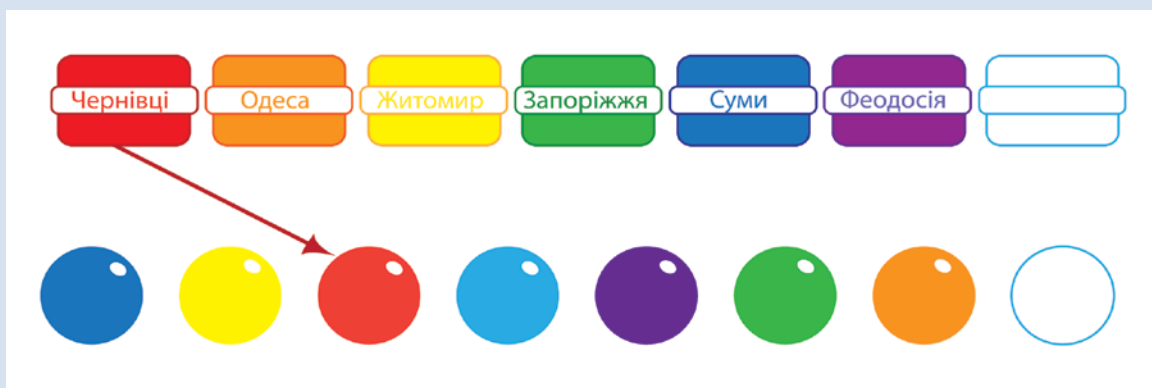 Чернівці
Одеса
Житомир
Запоріжжя
Суми
Феодосія